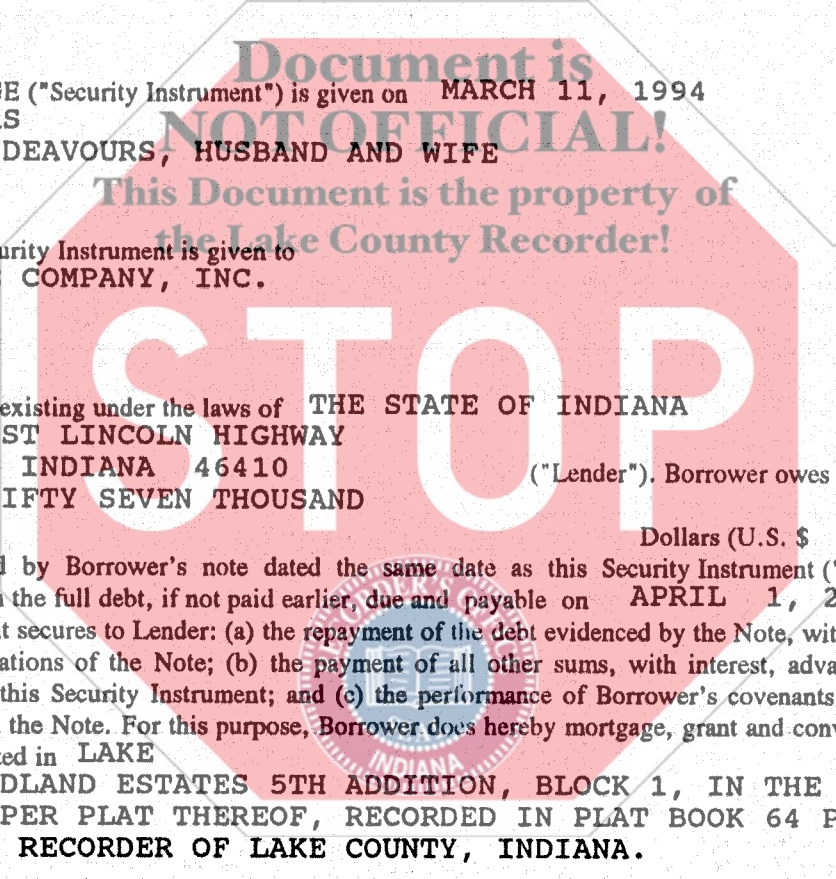 Document is
GE ("Security Instrument") is given on MARCH 11, 1994
RS
NOT OFFICIAL!
DEAVOURS, HUSBAND AND WIFE
This Document is the property of
the Lake County Recorder!
urity Instrument is given to
COMPANY, INC.
STOP
existing under the laws of THE STATE OF INDIANA
ST LINCOLN HIGHWAY
INDIANA 46410 ("Lender"). Borrower owes
IFTY SEVEN THOUSAND
Dollars (U.S. $
d by Borrower's note dated the same date as this Security Instrument ("
the full debt, if not paid earlier, due and payable on APRIL 1, 2
t secures to Lender: (a) the repayment of the debt evidenced by the Note, wit
ations of the Note; (b) the payment of all other sums, with interest, adva
this Security Instrument; and (c) the performance of Borrower's covenants
the Note. For this purpose, Borrower does hereby mortgage, grant and conv
ted in LAKE
INDIANA
DLAND ESTATES 5TH ADDITION, BLOCK 1, IN THE
PER PLAT THEREOF, RECORDED IN PLAT BOOK 64 P
RECORDER OF LAKE COUNTY, INDIANA.